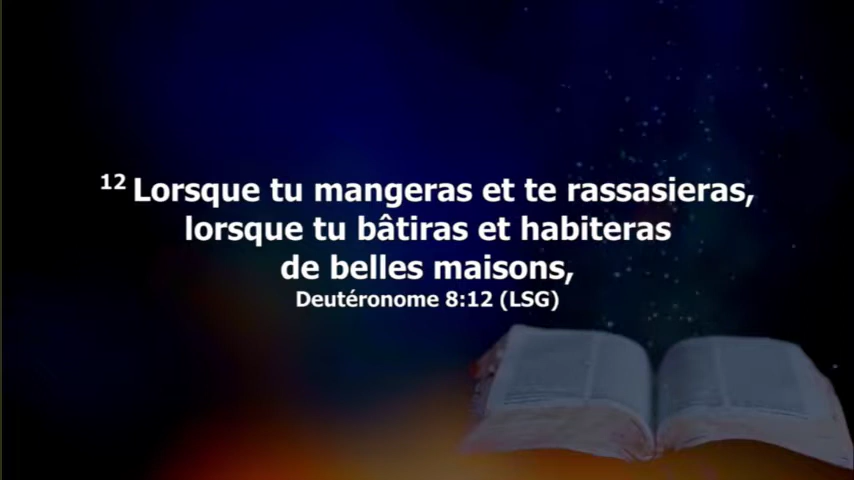 12 Lorsque tu mangeras et te rassasieras,
lorsque tu bâtiras et habiteras
de belles maisons,
Deutéronome 8:12 (LSG)